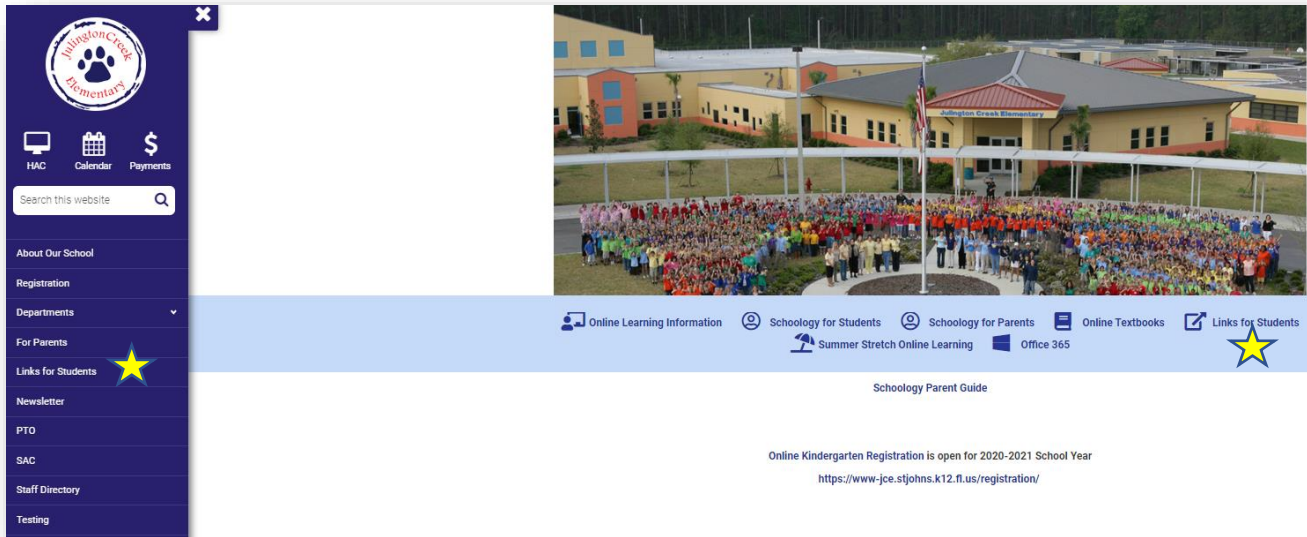 Julington Creek
Elementary
HAC
Calendar
Payments
Search this website
About Our School
Registration
Departments
For Parents
Links for Students
Newsletter
PTO
SAC
Staff Directory
Testing
Julington Creek Elementary
Online Learning Information
Schoology for Students
Schoology for Parents
Online Textbooks
Links for Students
Summer Stretch Online Learning
Office 365
Schoology Parent Guide
Online Kindergarten Registration is open for 2020-2021 School Year
https://www-jce.stjohns.k12.fl.us/registration/